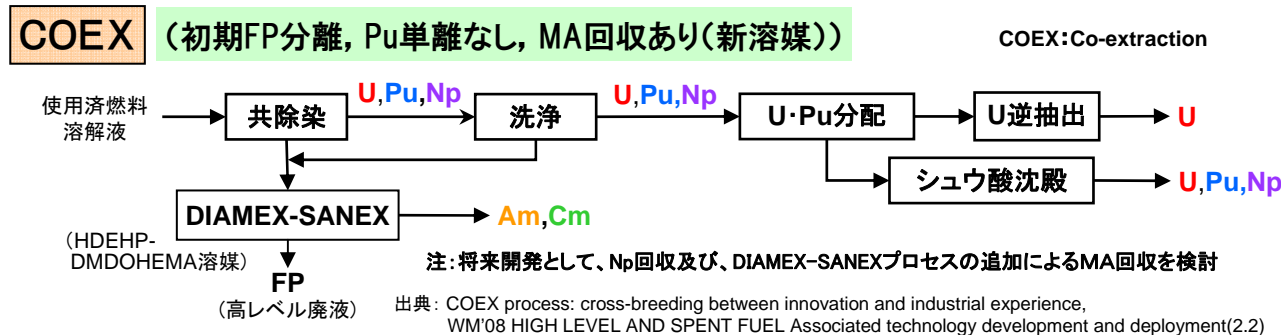 COEX (初期FP分離, Pu単離なし, MA回収あり(新溶媒))
COEX:Co-extraction
使用済燃料
溶解液
共除染
U,Pu,Np
洗浄
U,Pu,Np
U・Pu分配
U逆抽出
U
シュウ酸沈殿
U,Pu,Np
DIAMEX-SANEX
Am,Cm
(HDEHP-
DMDOHEMA溶媒)
FP
(高レベル廃液)
注:将来開発として、Np回収及び、DIAMEX-SANEXプロセスの追加によるMA回収を検討
出典: COEX process: cross-breeding between innovation and industrial experience,
WM'08 HIGH LEVEL AND SPENT FUEL Associated technology development and deployment(2.2)